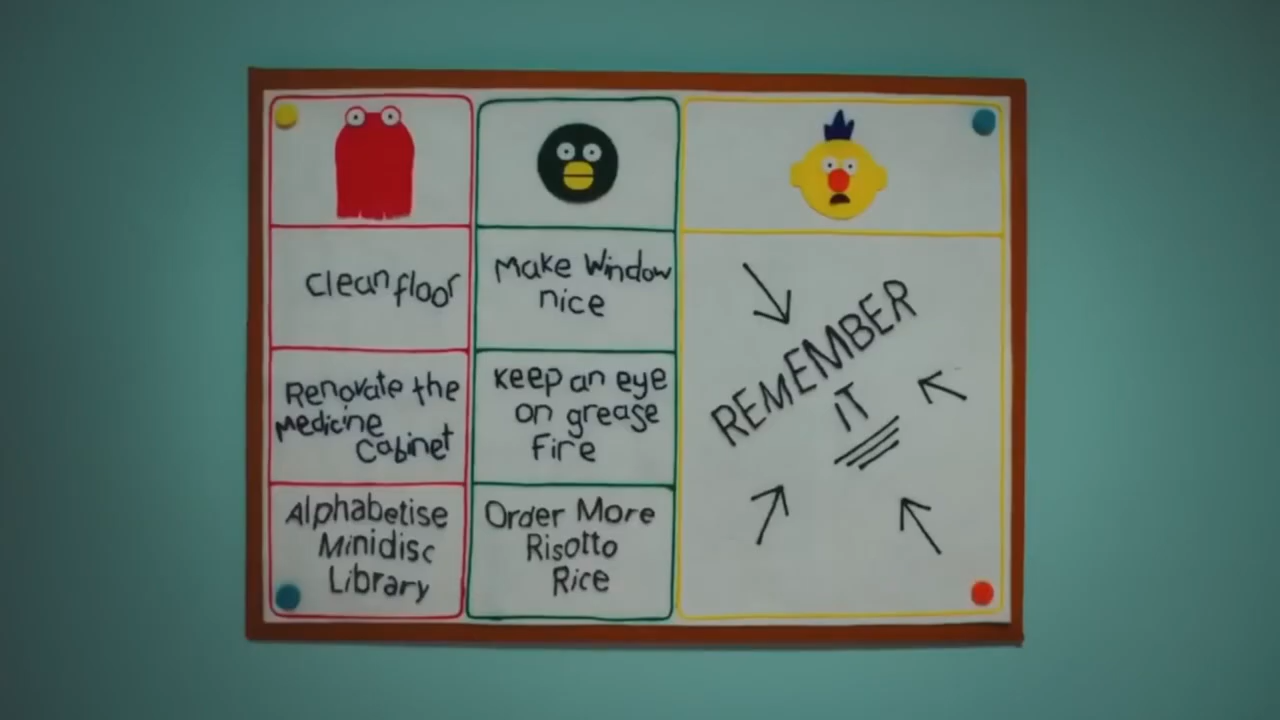 Clean floor
Renovate the
Medicine
Cabinet
Alphabetise
Minidisc
Library
Make Window
nice
Keep an eye
on grease
Fire
Order More
Risotto
Rice
REMEMBER
IT